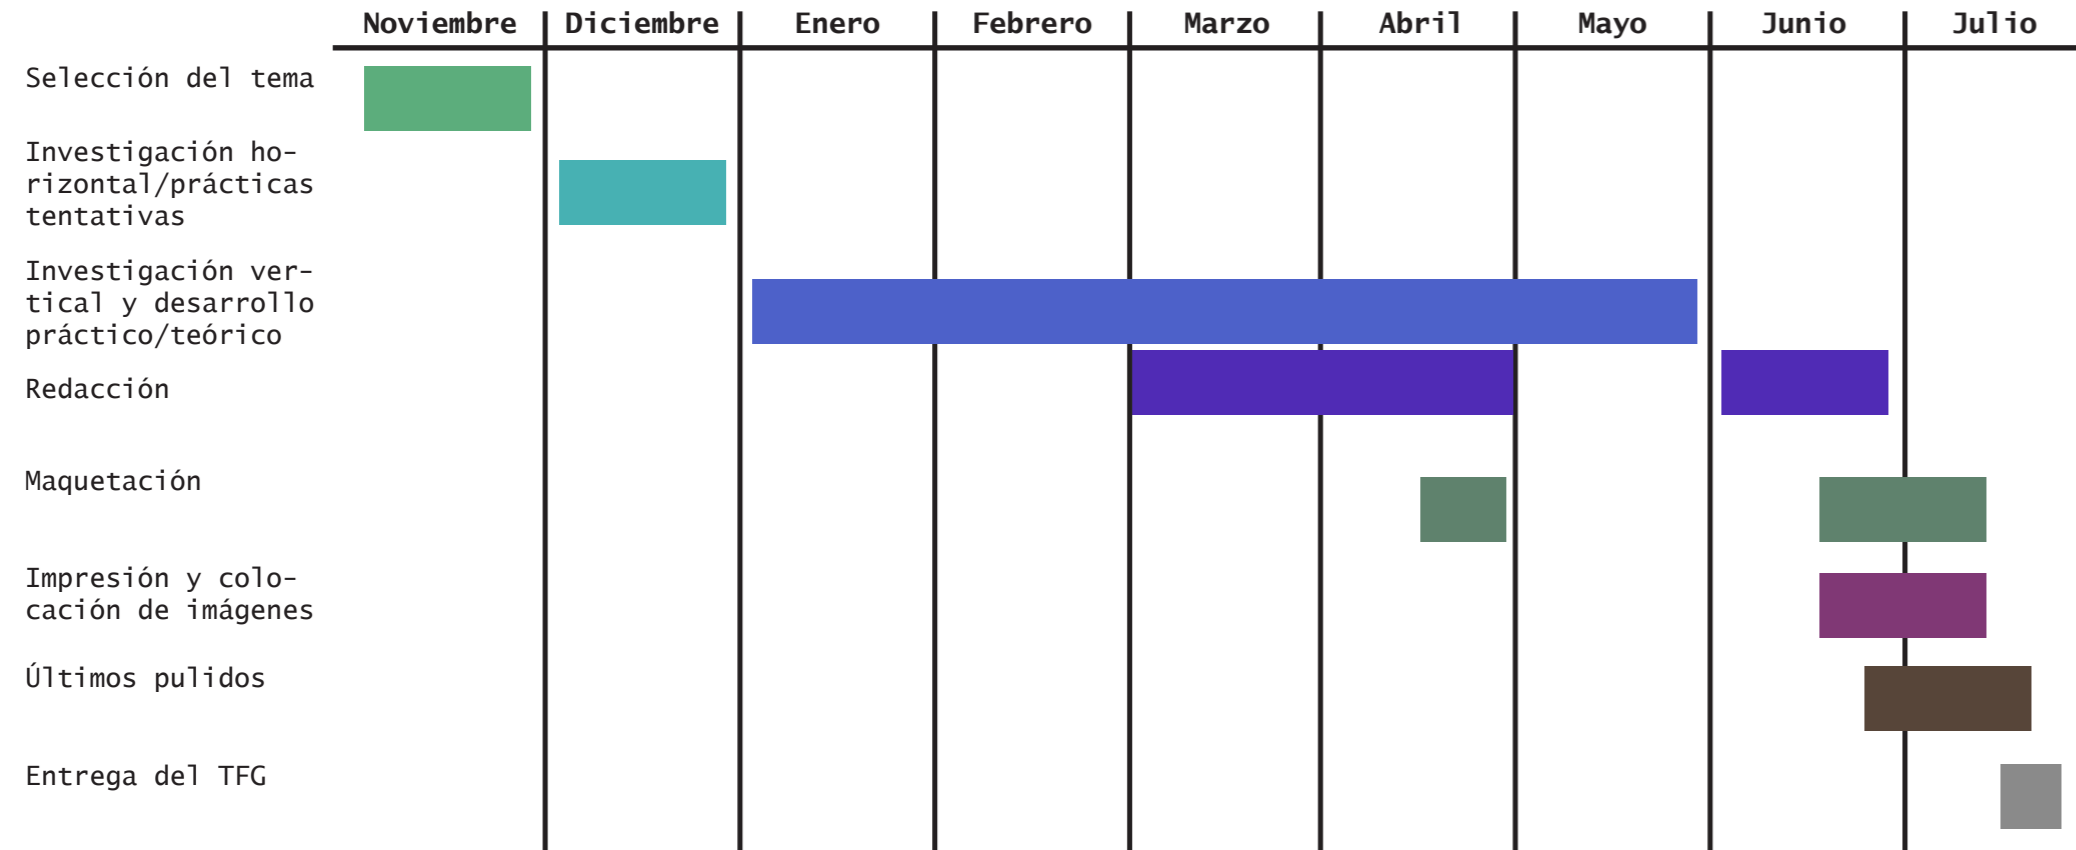 Noviembre Diciembre Enero Febrero Marzo Abril Mayo Junio Julio
Selección del tema
Investigación ho-
rizontal/prácticas
tentativas
Investigación ver-
tical y desarrollo
práctico/teórico
Redacción
Maquetación
Impresión y colo-
cación de imágenes
Últimos pulidos
Entrega del TFG